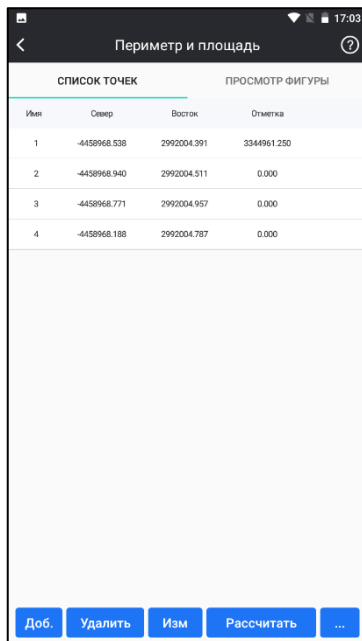 17:03
Периметр и площадь ?
СПИСОК ТОЧЕК ПРОСМОТР ФИГУРЫ
Имя Север Восток Отметка
1 -4458968.538 2992004.391 3344961.250
2 -4458968.940 2992004.511 0.000
3 -4458968.771 2992004.957 0.000
4 -4458968.188 2992004.787 0.000
Доб. Удалить Изм Рассчитать ...